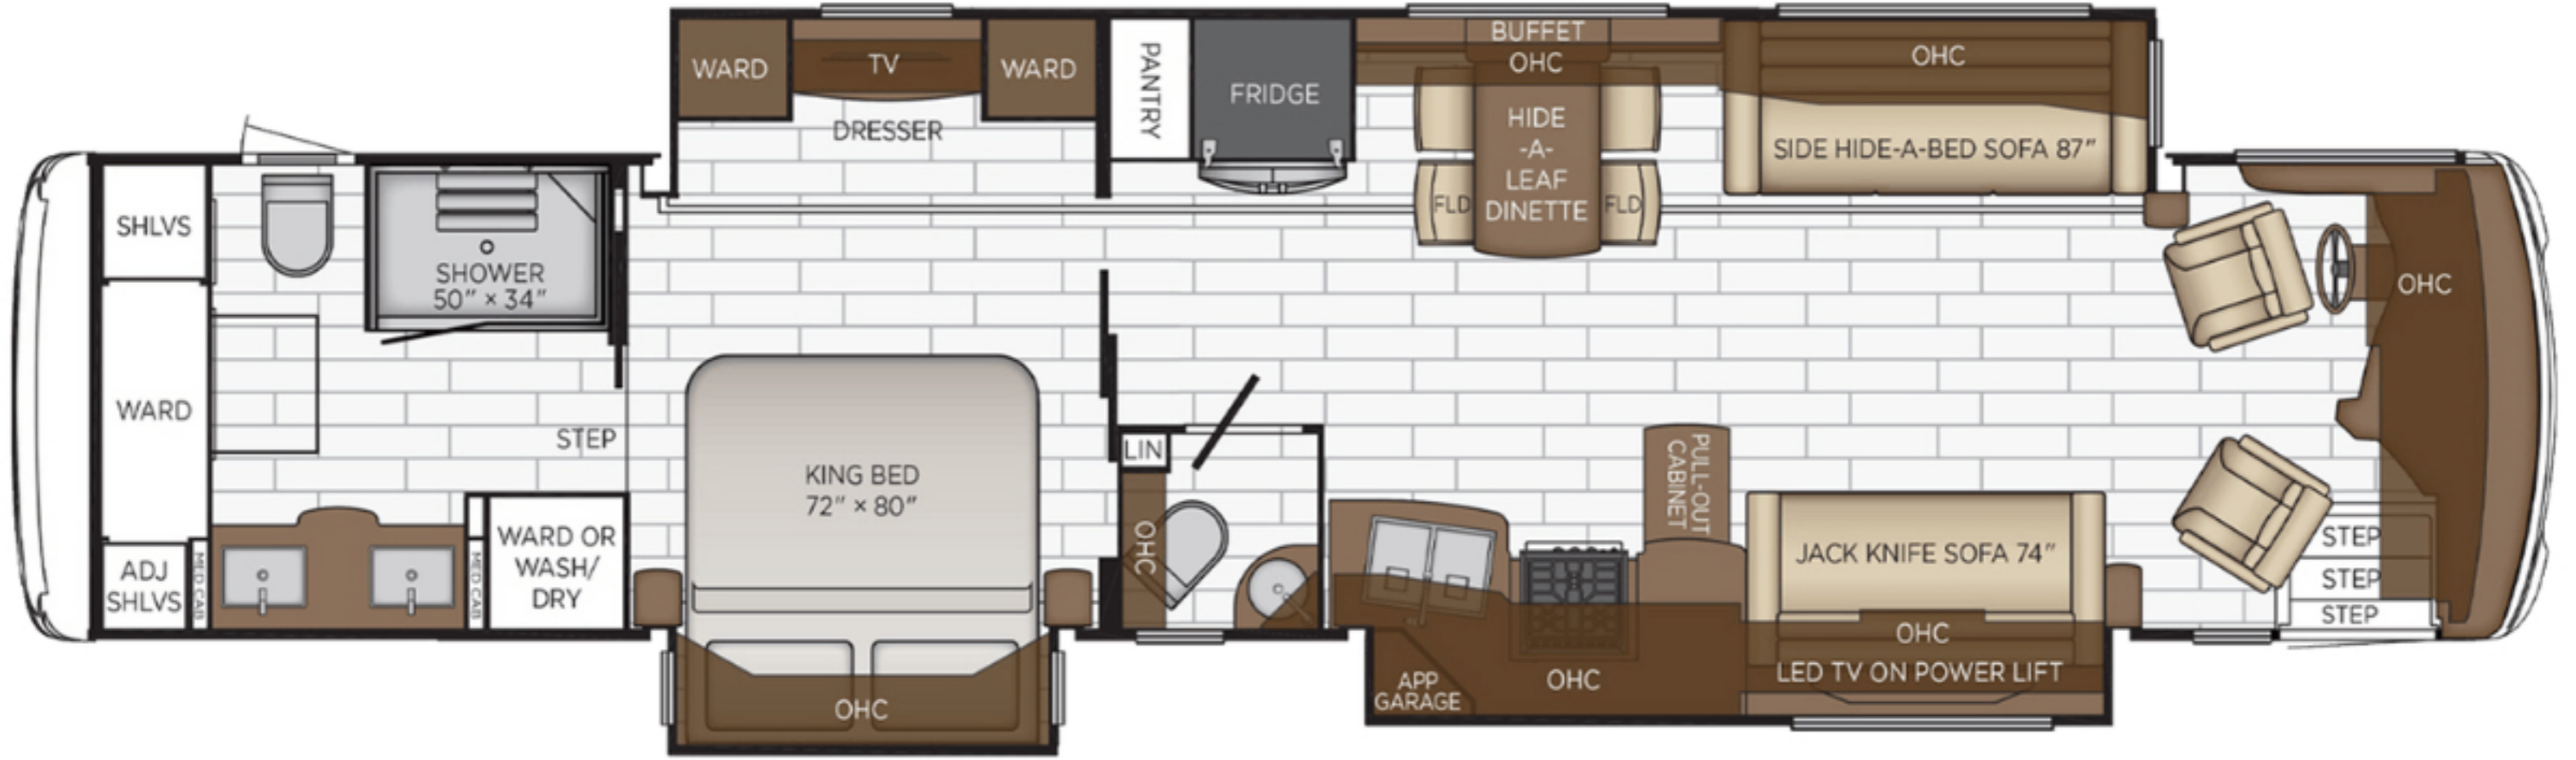 WARD
TV
WARD
DRESSER
PANTRY
FRIDGE
BUFFET
OHC
HIDE
-A-
LEAF
DINETTE
FLD
FLD
OHC
SIDE HIDE-A-BED SOFA 87"
SHLVS
SHOWER
50" × 34"
OHC
WARD
STEP
KING BED
72" × 80"
OHC
LIN
OHC
PULL-OUT
CABINET
JACK KNIFE SOFA 74"
OHC
LED TV ON POWER LIFT
STEP
STEP
STEP
ADJ
SHLVS
MED CAB
MED CAB
WARD OR
WASH/
DRY
APP
GARAGE
OHC